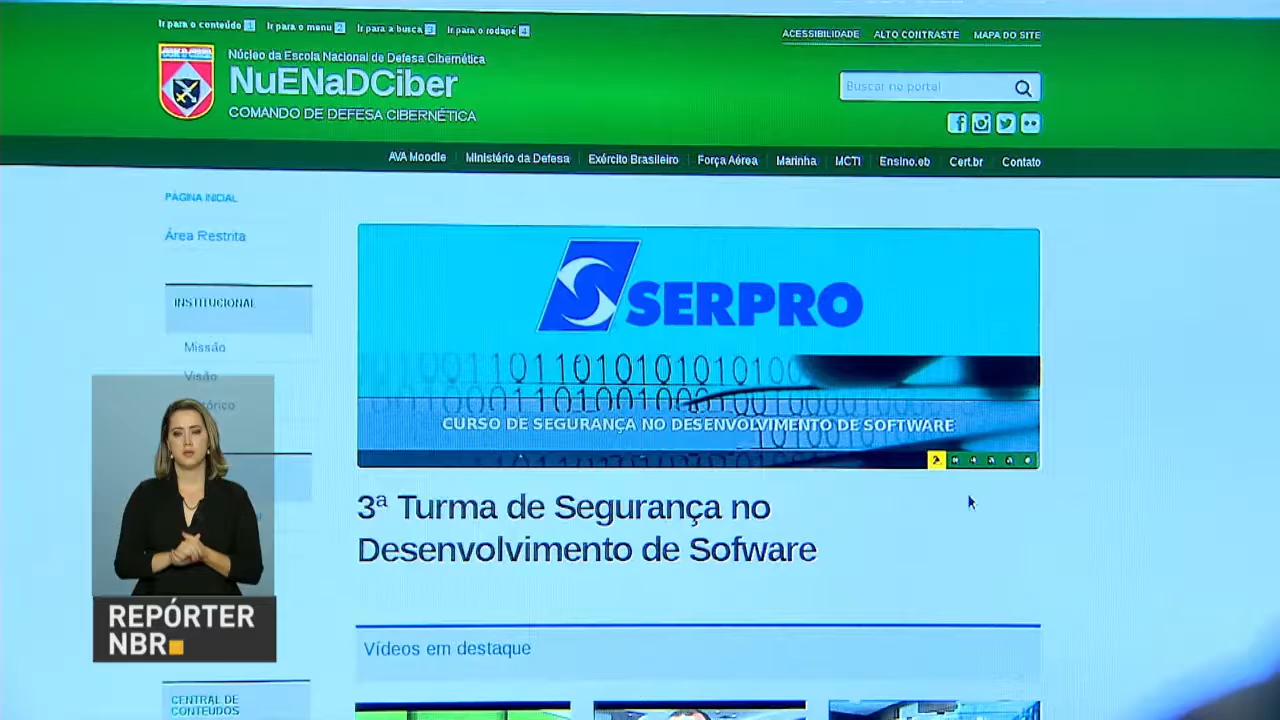 Ir para o conteúdo 1 Ir para o menu 2 Ir para a busca 3 Ir para o rodapé 4
ACESSIBILIDADE ALTO CONTRASTE MAPA DO SITE
Núcleo da Escola Nacional de Defesa Cibernética
NuENaDCiber
COMANDO DE DEFESA CIBERNÉTICA
Buscar no portal
AVA Moodle Ministério da Defesa Exército Brasileiro Força Aérea Marinha MCTI Ensino.eb Cert.br Contato
PÁGINA INICIAL
Área Restrita
INSTITUCIONAL
Missão
Visão
SERPRO
CURSO DE SEGURANÇA NO DESENVOLVIMENTO DE SOFTWARE
3ª Turma de Segurança no
Desenvolvimento de Sofware
REPÓRTER
NBR
Vídeos em destaque
CENTRAL DE
CONTEÚDOS